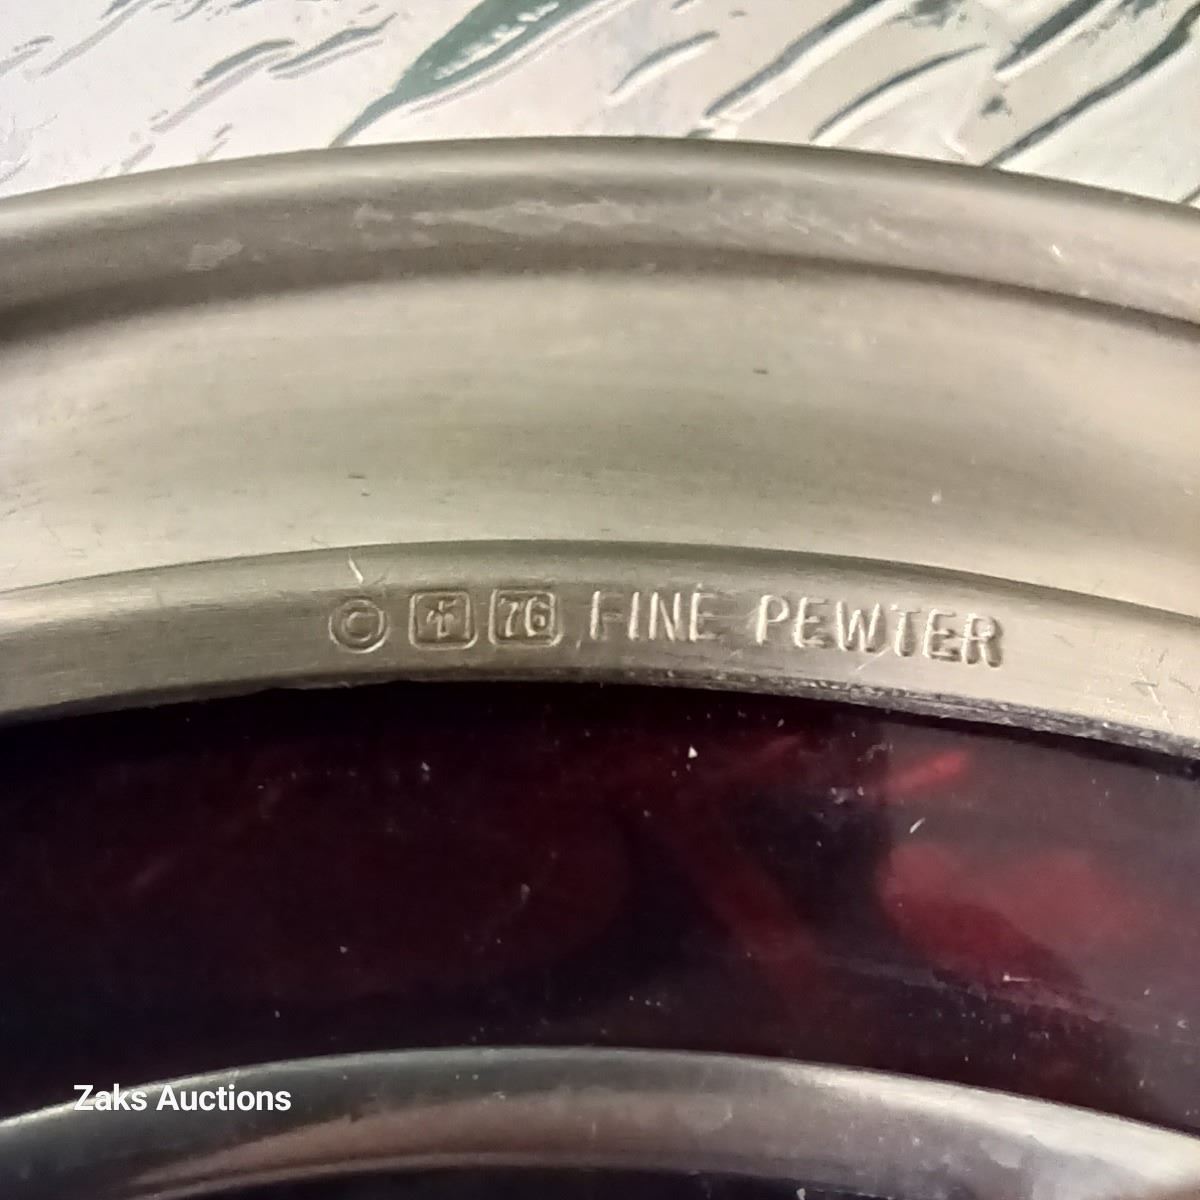 © 76 FINE PEWTER
Zaks Auctions